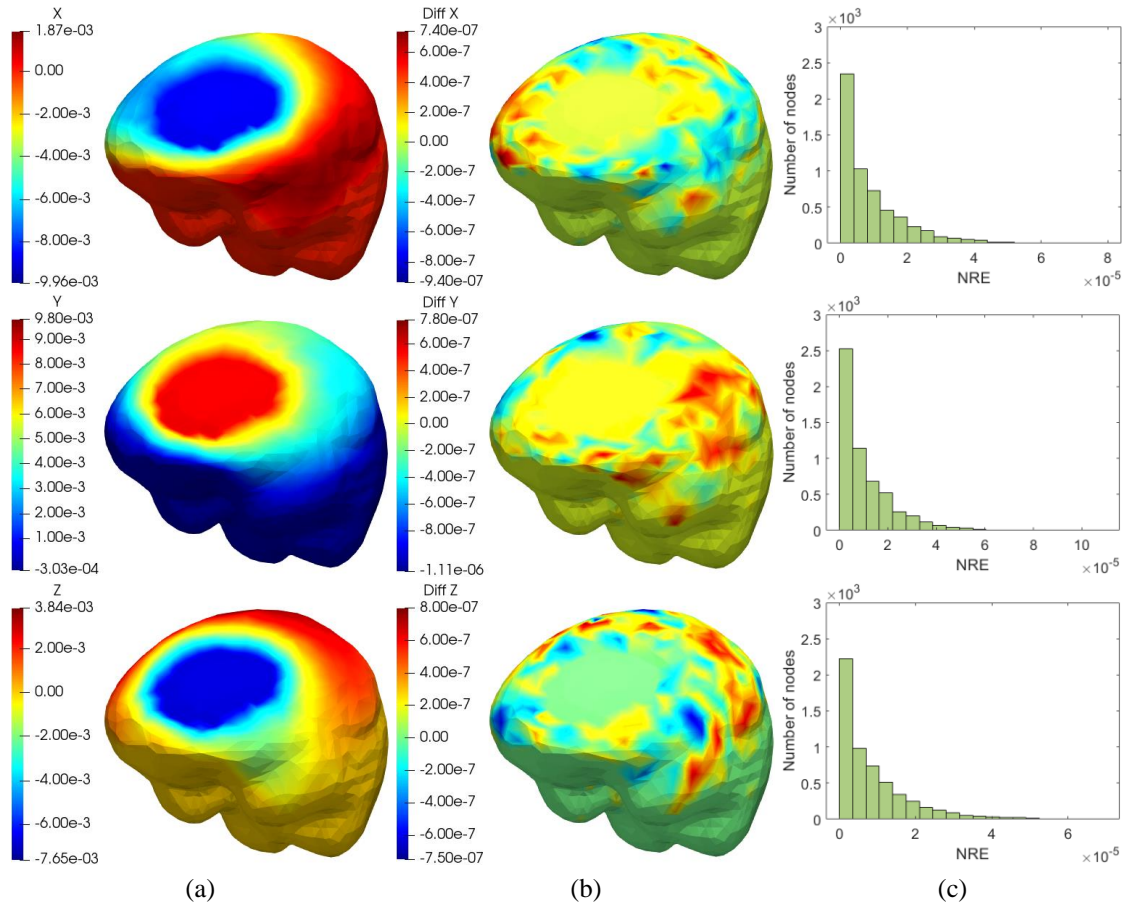 X
1.87e-03
0.00
-2.00e-3
-4.00e-3
-6.00e-3
-8.00e-3
-9.96e-03
Diff X
7.40e-07
6.00e-7
4.00e-7
2.00e-7
0.00
-2.00e-7
-4.00e-7
-6.00e-7
-8.00e-7
-9.40e-07
×10³
3
2.5
2
1.5
1
0.5
0
Number of nodes
0 2 4 6 8
NRE
×10⁻⁵
Y
9.80e-03
9.00e-3
8.00e-3
7.00e-3
6.00e-3
5.00e-3
4.00e-3
3.00e-3
2.00e-3
1.00e-3
-3.03e-04
Diff Y
7.80e-07
6.00e-7
4.00e-7
2.00e-7
0.00
-2.00e-7
-4.00e-7
-6.00e-7
-8.00e-7
-1.11e-06
×10³
3
2.5
2
1.5
1
0.5
0
Number of nodes
0 2 4 6 8 10
NRE
×10⁻⁵
Z
3.84e-03
2.00e-3
0.00
-2.00e-3
-4.00e-3
-7.65e-03
Diff Z
8.00e-07
6.00e-7
4.00e-7
2.00e-7
0.00
-2.00e-7
-4.00e-7
-6.00e-7
-7.50e-07
×10³
3
2.5
2
1.5
1
0.5
0
Number of nodes
0 2 4 6
NRE
×10⁻⁵
(a) (b) (c)